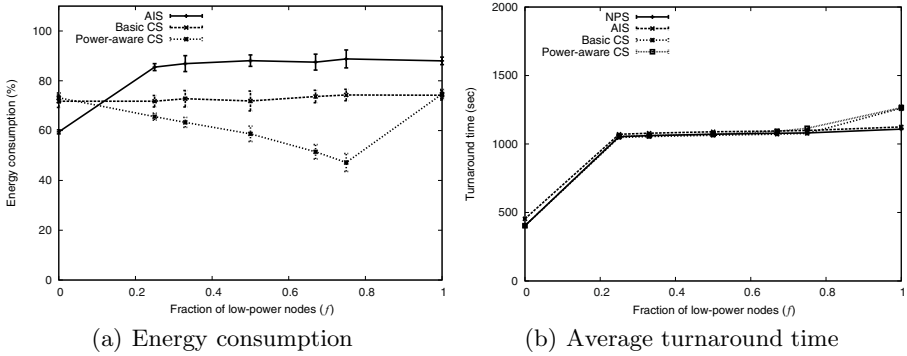 AIS
Basic CS
Power-aware CS
100
80
60
40
20
0
0
0.2
0.4
0.6
0.8
1
Energy consumption (%)
Fraction of low-power nodes (f)
(a) Energy consumption
NPS
AIS
Basic CS
Power-aware CS
2000
1500
1000
500
0
0
0.2
0.4
0.6
0.8
1
Turnaround time (sec)
Fraction of low-power nodes (f)
(b) Average turnaround time